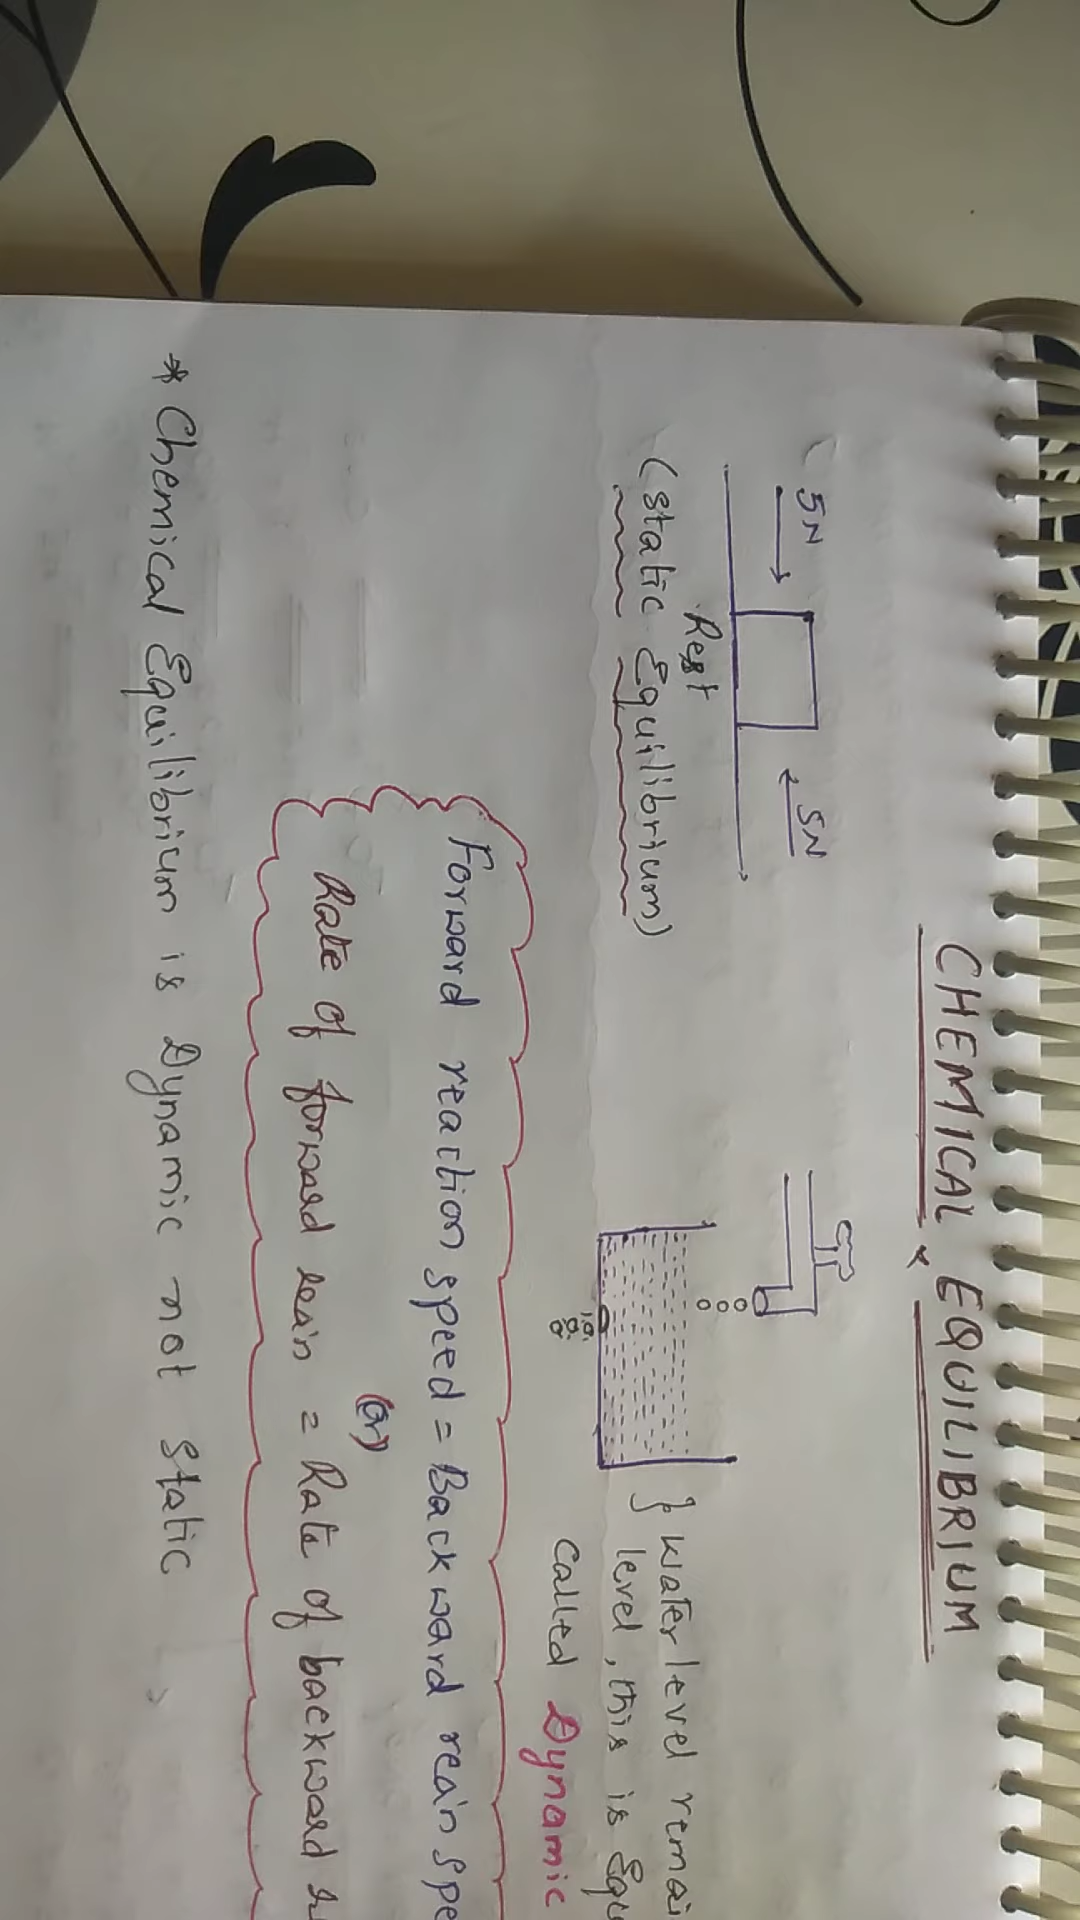 CHEMICAL EQUILIBRIUM
5N
5N
Rest
(static Equilibrium)
} Water level remai
level, this is Equ
called Dynamic
Forward reaction speed = Backward rea'n spe
(or)
Rate of forward rea'n = Rate of backward
* Chemical Equilibrium is Dynamic not static